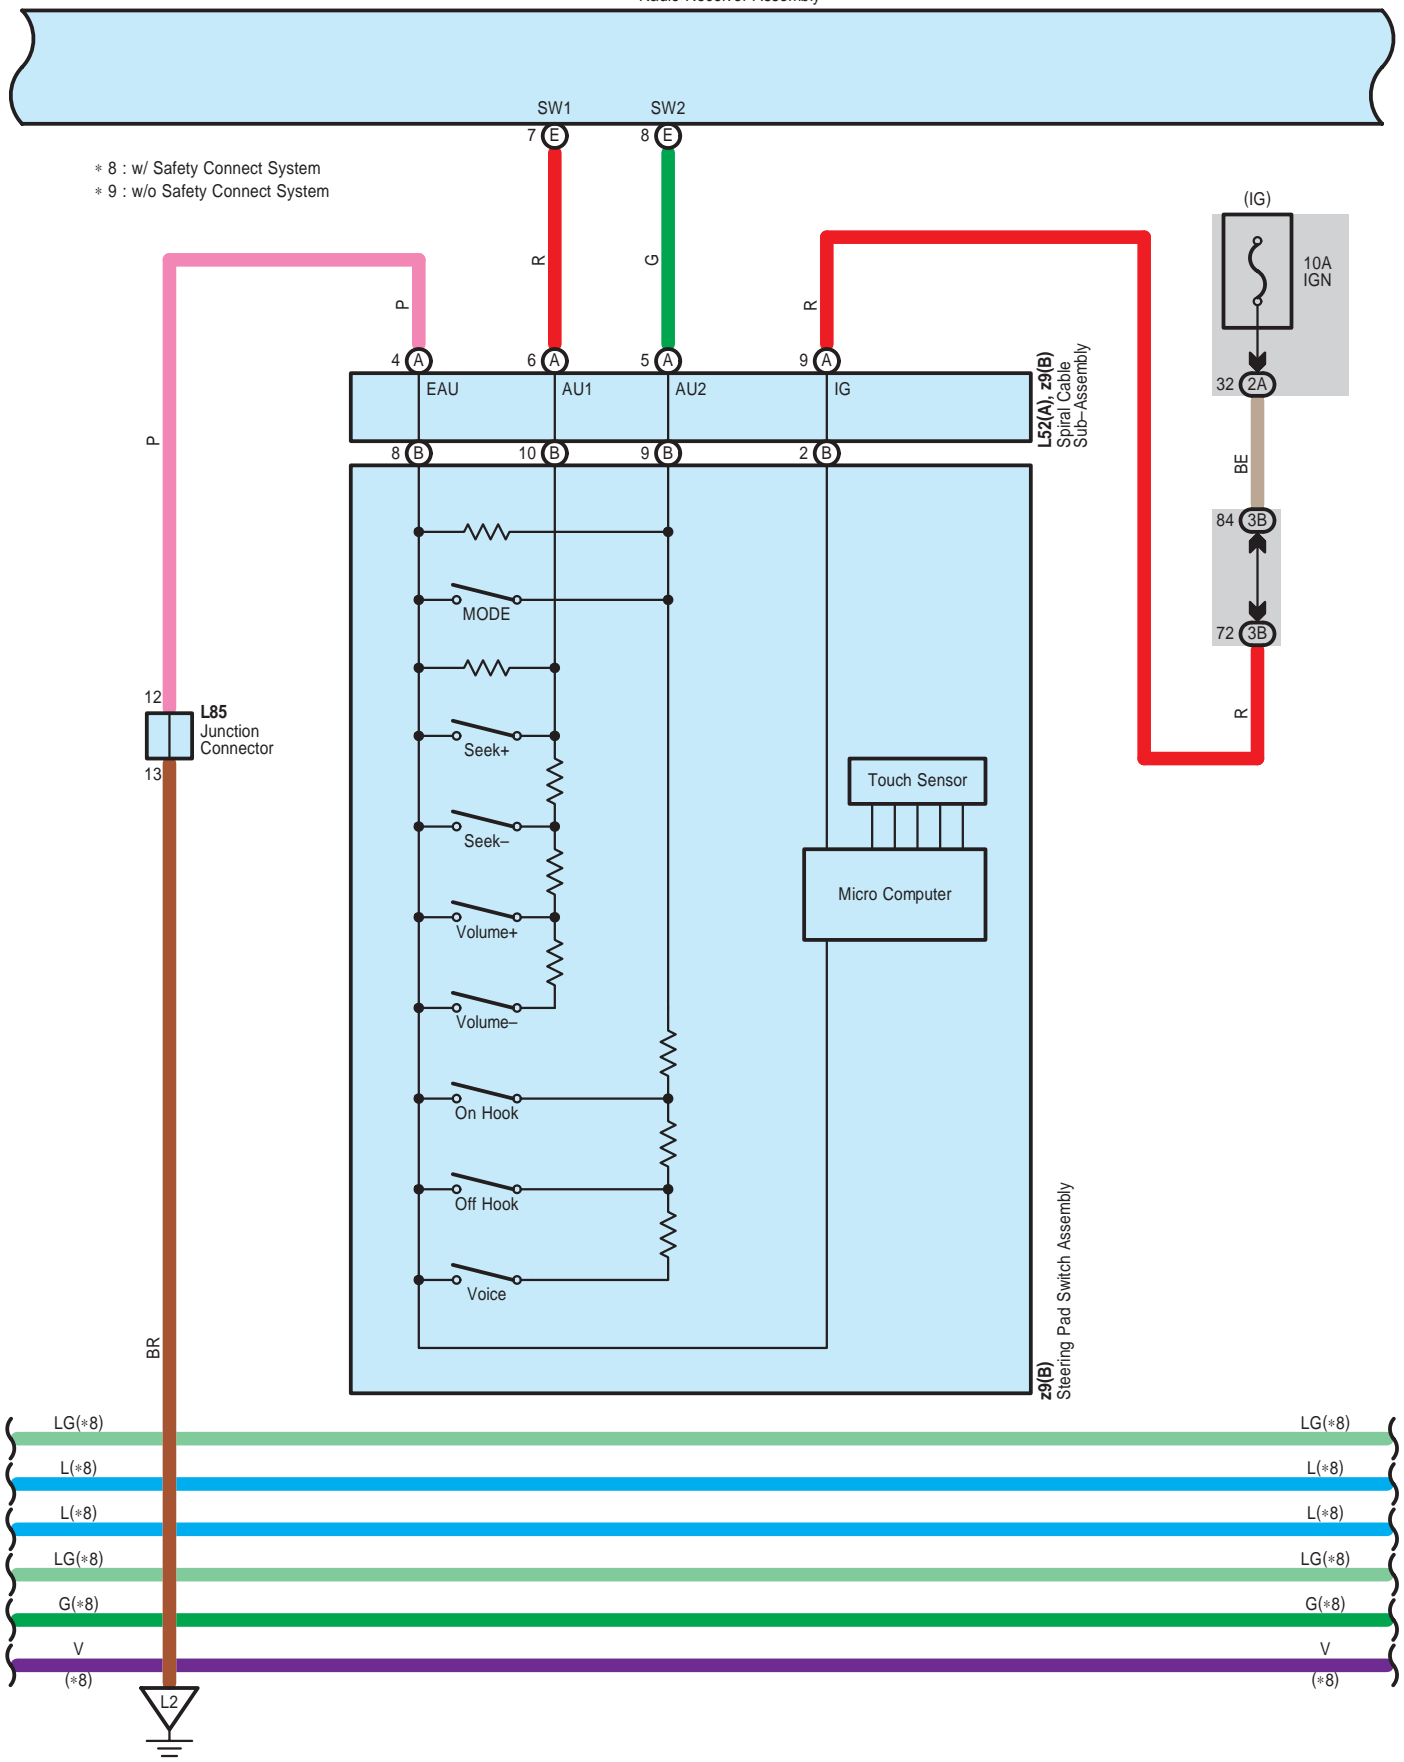 Radio Receiver Assembly
SW1
SW2
7 E
8 E
∗ 8 : w/ Safety Connect System
∗ 9 : w/o Safety Connect System
(IG)
10A
IGN
P
R
G
R
4 A
6 A
5 A
9 A
32 2A
EAU
AU1
AU2
IG
L52(A), z9(B)
Spiral Cable
Sub–Assembly
P
8 B
10 B
9 B
2 B
BE
84 3B
MODE
72 3B
12
L85
Junction
Connector
13
R
Seek+
Touch Sensor
Seek–
Micro Computer
Volume+
Volume–
On Hook
Off Hook
Voice
BR
z9(B)
Steering Pad Switch Assembly
LG(∗8)
LG(∗8)
L(∗8)
L(∗8)
L(∗8)
L(∗8)
LG(∗8)
LG(∗8)
G(∗8)
G(∗8)
V
(∗8)
V
(∗8)
L2